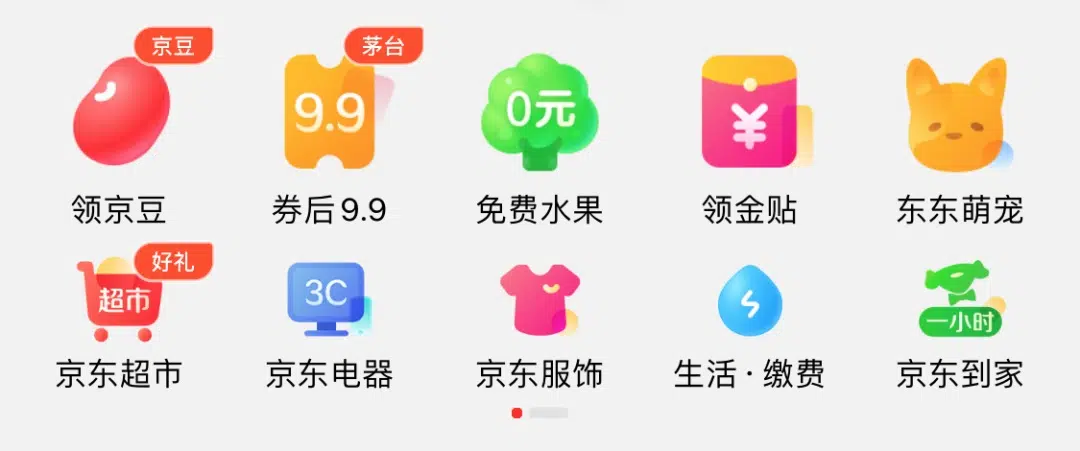 京豆
茅台
9.9
0元
¥
领京豆
券后9.9
免费水果
领金贴
东东萌宠
好礼
超市
3C
一小时
京东超市
京东电器
京东服饰
生活·缴费
京东到家